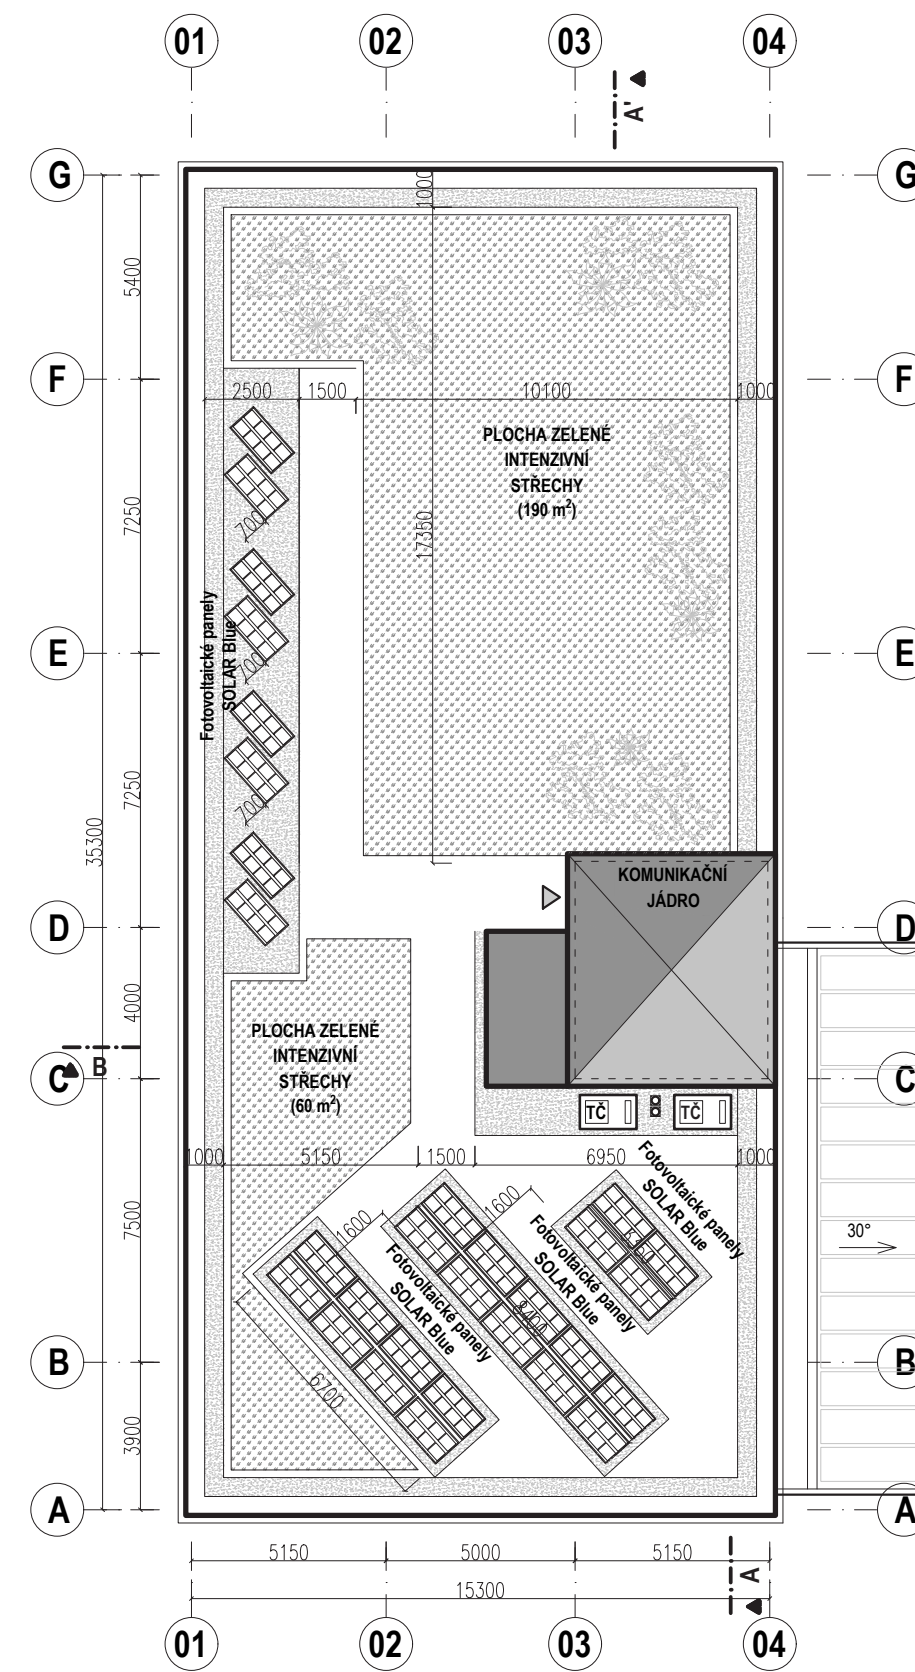 01
02
03
04
A'
G
G
1000
5400
F
F
2500
1500
10100
1000
PLOCHA ZELENÉ
INTENZIVNÍ
STŘECHY
(190 m²)
7250
700
17350
Fotovoltaické panely
SOLAR Blue
E
E
700
7250
700
35300
KOMUNIKAČNÍ
JÁDRO
D
D
4000
PLOCHA ZELENÉ
INTENZIVNÍ
STŘECHY
(60 m²)
B
C
C
TČ
TČ
1000
5150
1500
6950
1000
Fotovoltaické panely
SOLAR Blue
7500
1600
1600
Fotovoltaické panely
SOLAR Blue
Fotovoltaické panely
SOLAR Blue
30°
8400
B
B
6700
3900
A
A
5150
5000
5150
A
15300
01
02
03
04